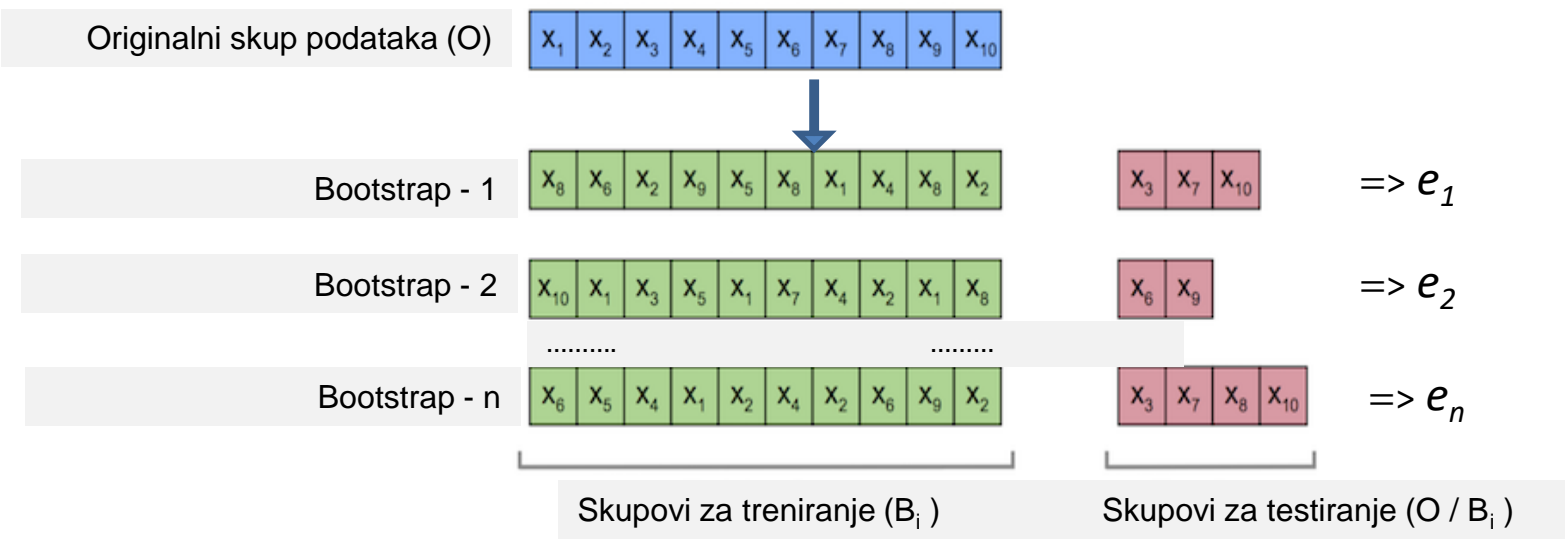 Originalni skup podataka (O) x₁ x₂ x₃ x₄ x₅ x₆ x₇ x₈ x₉ x₁₀
Bootstrap - 1 x₈ x₆ x₂ x₉ x₅ x₈ x₁ x₄ x₈ x₂ x₃ x₇ x₁₀ => e₁
Bootstrap - 2 x₁₀ x₁ x₃ x₅ x₁ x₇ x₄ x₂ x₁ x₈ x₆ x₉ => e₂
.......... .........
Bootstrap - n x₆ x₅ x₄ x₁ x₂ x₄ x₂ x₆ x₉ x₂ x₃ x₇ x₈ x₁₀ => eₙ
Skupovi za treniranje (Bᵢ ) Skupovi za testiranje (O / Bᵢ )